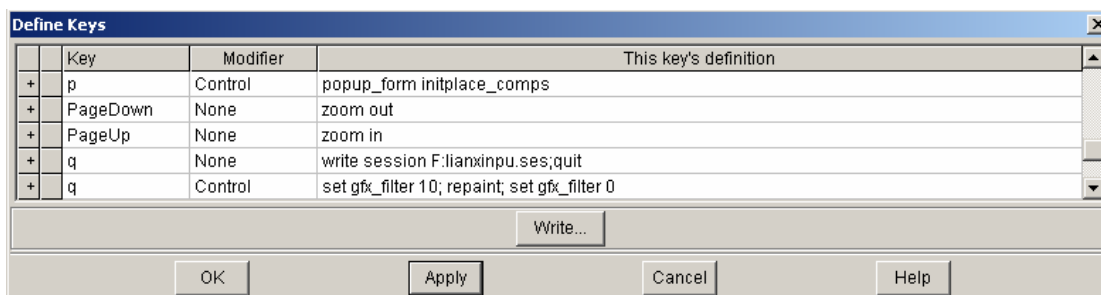 Define Keys
Key Modifier This key's definition
+ p Control popup_form initplace_comps
+ PageDown None zoom out
+ PageUp None zoom in
+ q None write session F:lianxinpu.ses;quit
+ q Control set gfx_filter 10; repaint; set gfx_filter 0
Write...
OK Apply Cancel Help